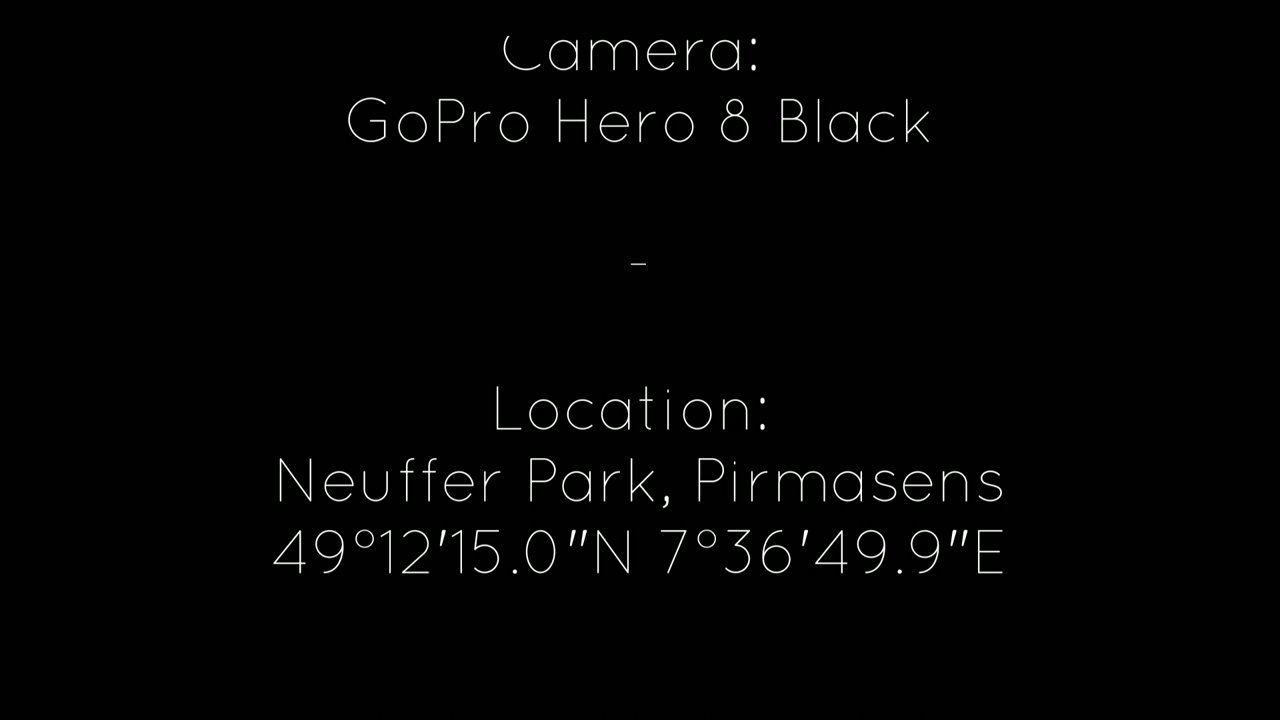 Camera:
GoPro Hero 8 Black
-
Location:
Neuffer Park, Pirmasens
49°12'15.0"N 7°36'49.9"E